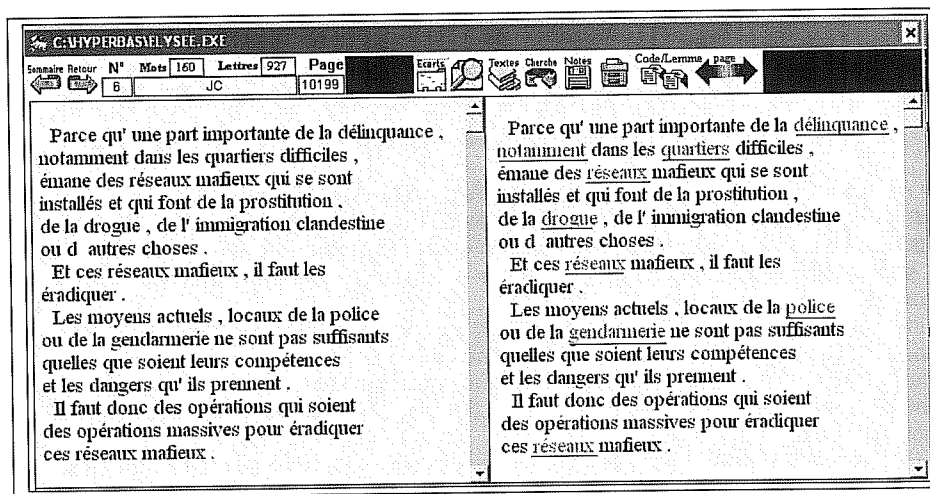 C:\HYPERBAS\ELYSEE.EXE
Sommaire Retour N° Mots 160 Lettres 927 Page Ecarts Textes Cherche Notes Code/Lemme page
6 JC 10199
Parce qu' une part importante de la délinquance ,
notamment dans les quartiers difficiles ,
émane des réseaux mafieux qui se sont
installés et qui font de la prostitution ,
de la drogue , de l' immigration clandestine
ou d autres choses .
Et ces réseaux mafieux , il faut les
éradiquer .
Les moyens actuels , locaux de la police
ou de la gendarmerie ne sont pas suffisants
quelles que soient leurs compétences
et les dangers qu' ils prennent .
Il faut donc des opérations qui soient
des opérations massives pour éradiquer
ces réseaux mafieux .
Parce qu' une part importante de la délinquance ,
notamment dans les quartiers difficiles ,
émane des réseaux mafieux qui se sont
installés et qui font de la prostitution ,
de la drogue , de l' immigration clandestine
ou d autres choses .
Et ces réseaux mafieux , il faut les
éradiquer .
Les moyens actuels , locaux de la police
ou de la gendarmerie ne sont pas suffisants
quelles que soient leurs compétences
et les dangers qu' ils prennent .
Il faut donc des opérations qui soient
des opérations massives pour éradiquer
ces réseaux mafieux .